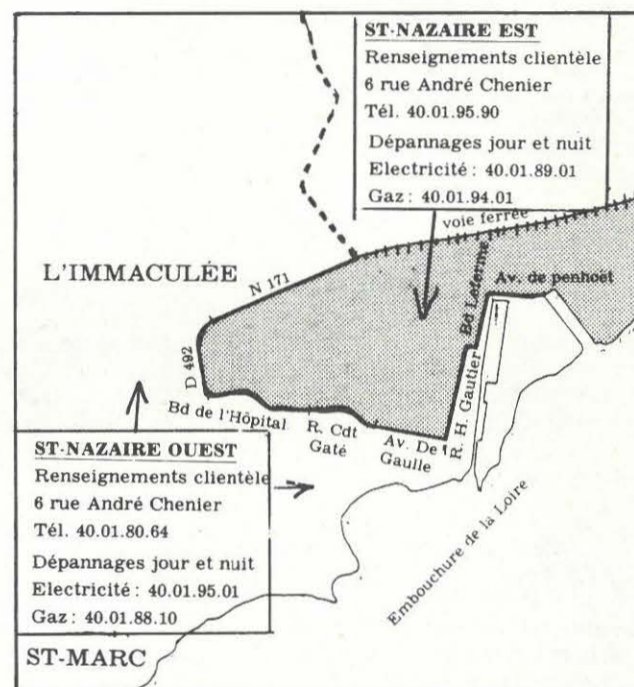 ST-NAZAIRE EST
Renseignements clientèle
6 rue André Chenier
Tél. 40.01.95.90
Dépannages jour et nuit
Electricité : 40.01.89.01
Gaz : 40.01.94.01
voie ferrée
L'IMMACULÉE
N 171
Bd Laferme
Av. de penhoët
D 492
Bd de l'Hôpital
R. Cdt
Gaté
Av. De
Gaulle
R. H. Gautier
ST-NAZAIRE OUEST
Renseignements clientèle
6 rue André Chenier
Tél. 40.01.80.64
Dépannages jour et nuit
Electricité : 40.01.95.01
Gaz : 40.01.88.10
Embouchure de la Loire
ST-MARC